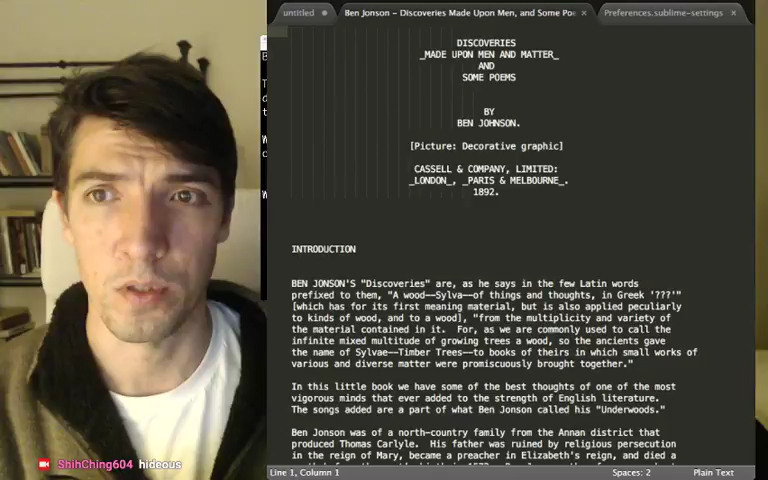 untitled
Ben Jonson – Discoveries Made Upon Men, and Some Poe
Preferences.sublime-settings
DISCOVERIES
_MADE UPON MEN AND MATTER_
AND
SOME POEMS
BY
BEN JOHNSON.
[Picture: Decorative graphic]
CASSELL & COMPANY, LIMITED:
_LONDON_, _PARIS & MELBOURNE_.
1892.
INTRODUCTION
BEN JONSON'S "Discoveries" are, as he says in the few Latin words
prefixed to them, "A wood--Sylva--of things and thoughts, in Greek '???'"
[which has for its first meaning material, but is also applied peculiarly
to kinds of wood, and to a wood], "from the multiplicity and variety of
the material contained in it.  For, as we are commonly used to call the
infinite mixed multitude of growing trees a wood, so the ancients gave
the name of Sylvae--Timber Trees--to books of theirs in which small works of
various and diverse matter were promiscuously brought together."
In this little book we have some of the best thoughts of one of the most
vigorous minds that ever added to the strength of English literature.
The songs added are a part of what Ben Jonson called his "Underwoods."
Ben Jonson was of a north-country family from the Annan district that
produced Thomas Carlyle.  His father was ruined by religious persecution
in the reign of Mary, became a preacher in Elizabeth's reign, and died a
ShihChing604 hideous
Line 1, Column 1
Spaces: 2
Plain Text